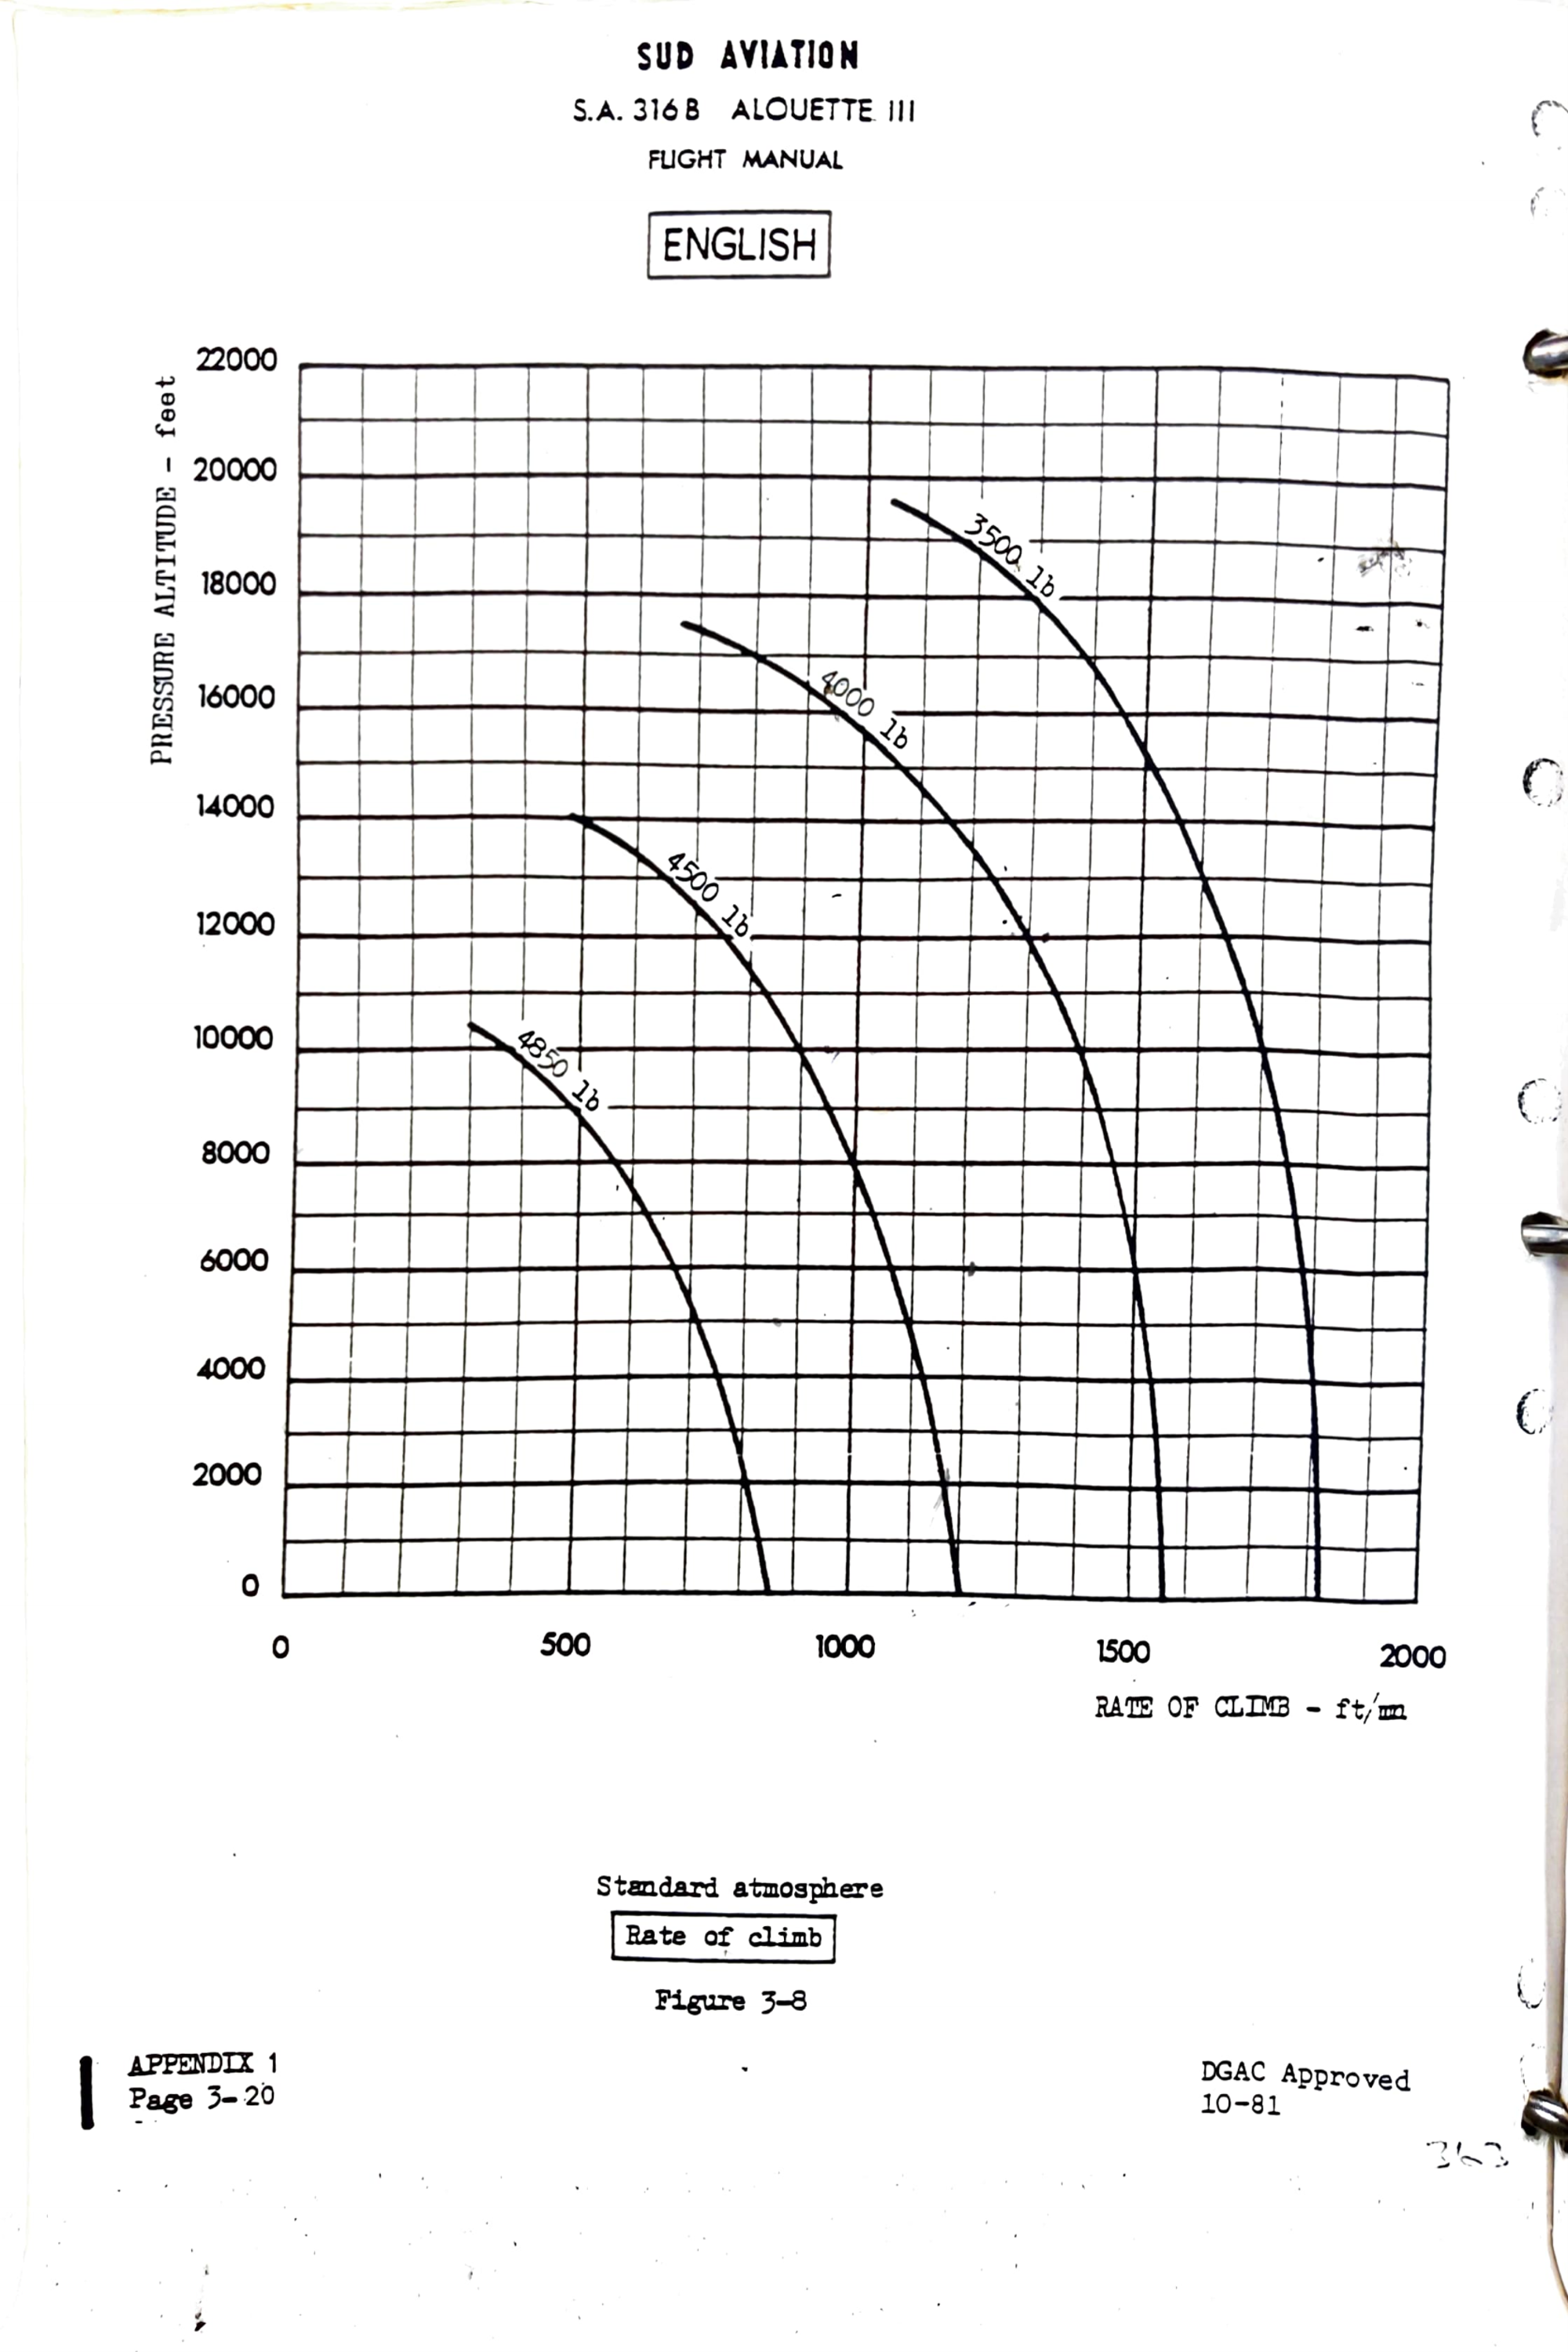 SUD AVIATION
S.A. 316B ALOUETTE III
FLIGHT MANUAL
ENGLISH
PRESSURE ALTITUDE - feet
22000
20000
18000
16000
14000
12000
10000
8000
6000
4000
2000
0
3500 lb
4000 lb
4500 lb
4850 lb
0 500 1000 1500 2000
RATE OF CLIMB - ft/mn
Standard atmosphere
Rate of climb
Figure 3-8
APPENDIX 1
Page 3-20
DGAC Approved
10-81